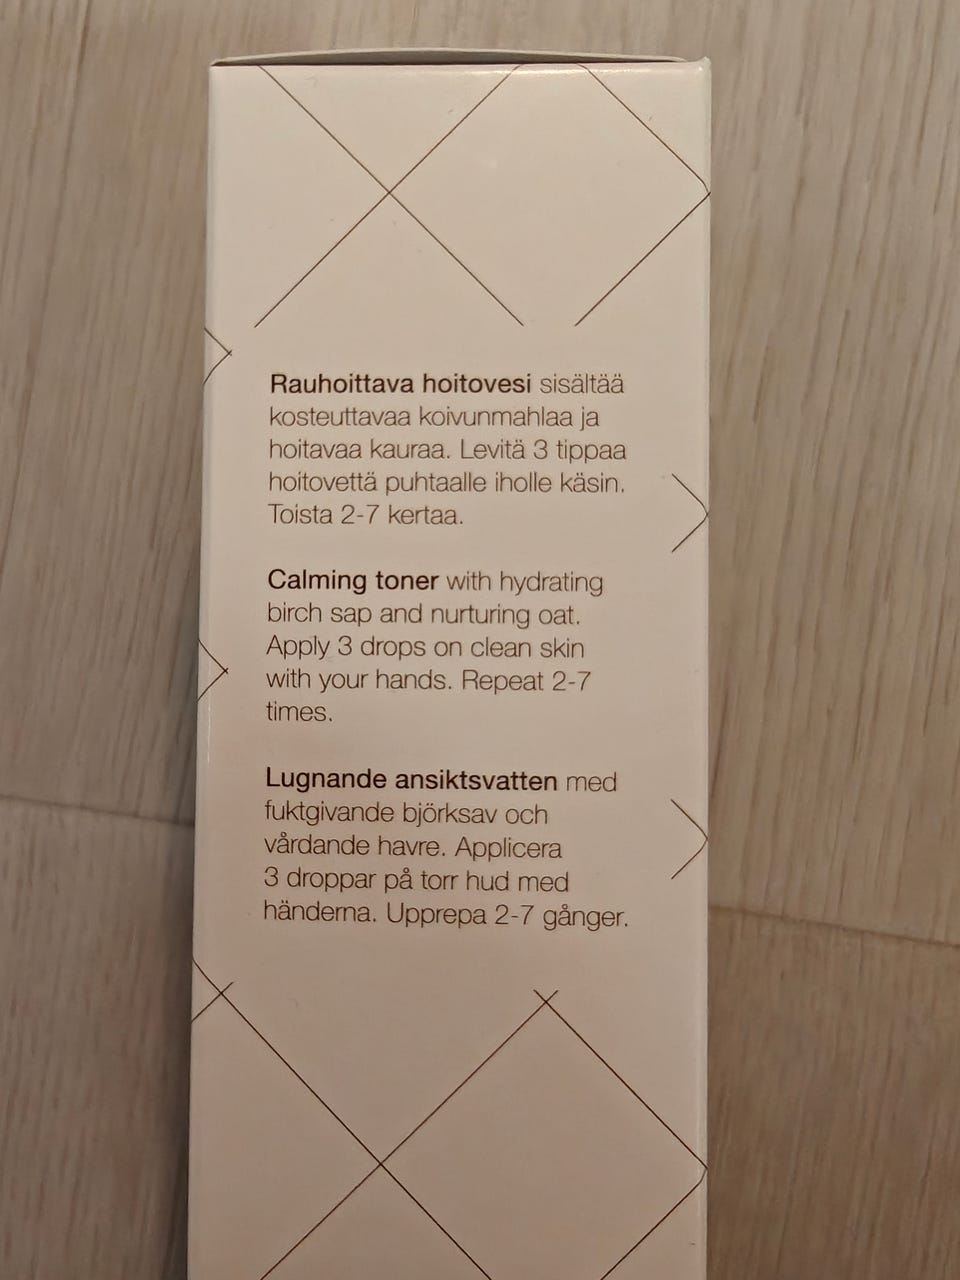 Rauhoittava hoitovesi sisältää
kosteuttavaa koivunmahlaa ja
hoitavaa kauraa. Levitä 3 tippaa
hoitovettä puhtaalle iholle käsin.
Toista 2-7 kertaa.
Calming toner with hydrating
birch sap and nurturing oat.
Apply 3 drops on clean skin
with your hands. Repeat 2-7
times.
Lugnande ansiktsvatten med
fuktgivande björksav och
vårdande havre. Applicera
3 droppar på torr hud med
händerna. Upprepa 2-7 gånger.